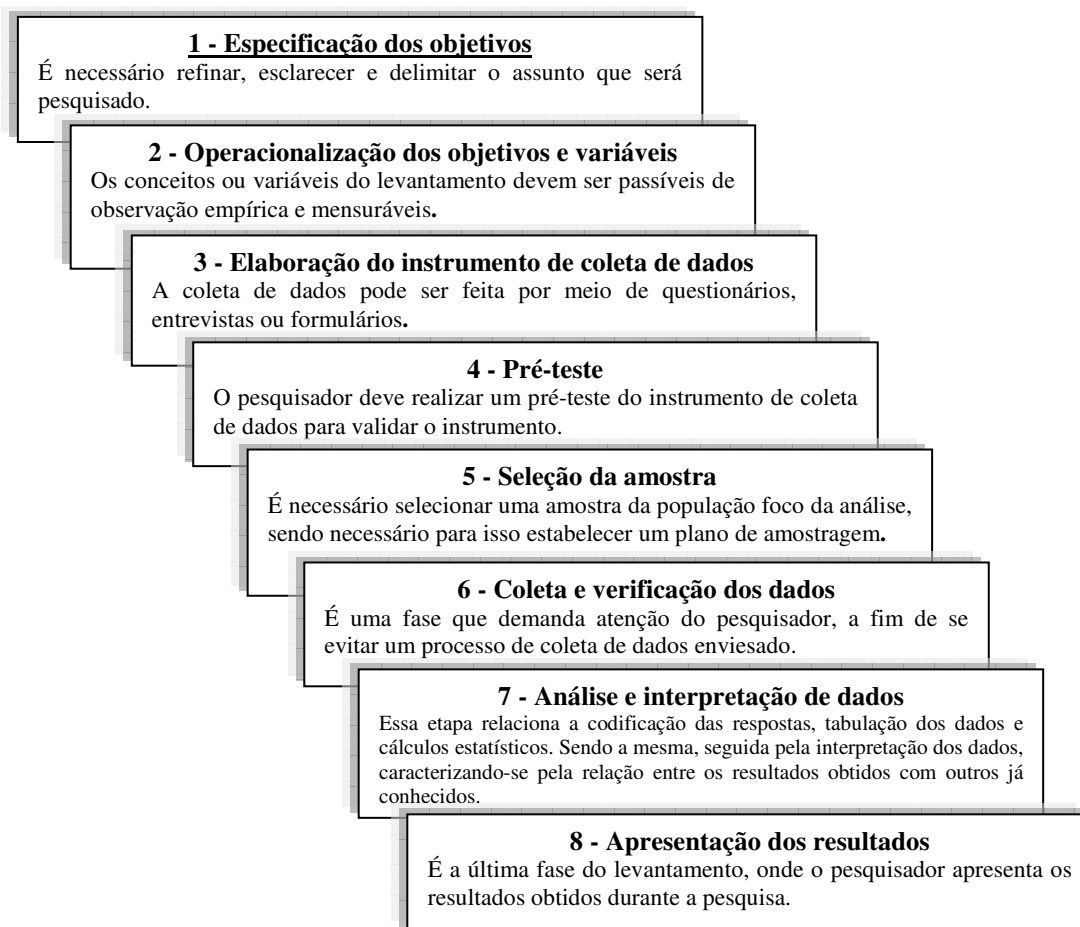 1 - Especificação dos objetivos
É necessário refinar, esclarecer e delimitar o assunto que será
pesquisado.
2 - Operacionalização dos objetivos e variáveis
Os conceitos ou variáveis do levantamento devem ser passíveis de
observação empírica e mensuráveis.
3 - Elaboração do instrumento de coleta de dados
A coleta de dados pode ser feita por meio de questionários,
entrevistas ou formulários.
4 - Pré-teste
O pesquisador deve realizar um pré-teste do instrumento de coleta
de dados para validar o instrumento.
5 - Seleção da amostra
É necessário selecionar uma amostra da população foco da análise,
sendo necessário para isso estabelecer um plano de amostragem.
6 - Coleta e verificação dos dados
É uma fase que demanda atenção do pesquisador, a fim de se
evitar um processo de coleta de dados enviesado.
7 - Análise e interpretação de dados
Essa etapa relaciona a codificação das respostas, tabulação dos dados e
cálculos estatísticos. Sendo a mesma, seguida pela interpretação dos dados,
caracterizando-se pela relação entre os resultados obtidos com outros já
conhecidos.
8 - Apresentação dos resultados
É a última fase do levantamento, onde o pesquisador apresenta os
resultados obtidos durante a pesquisa.